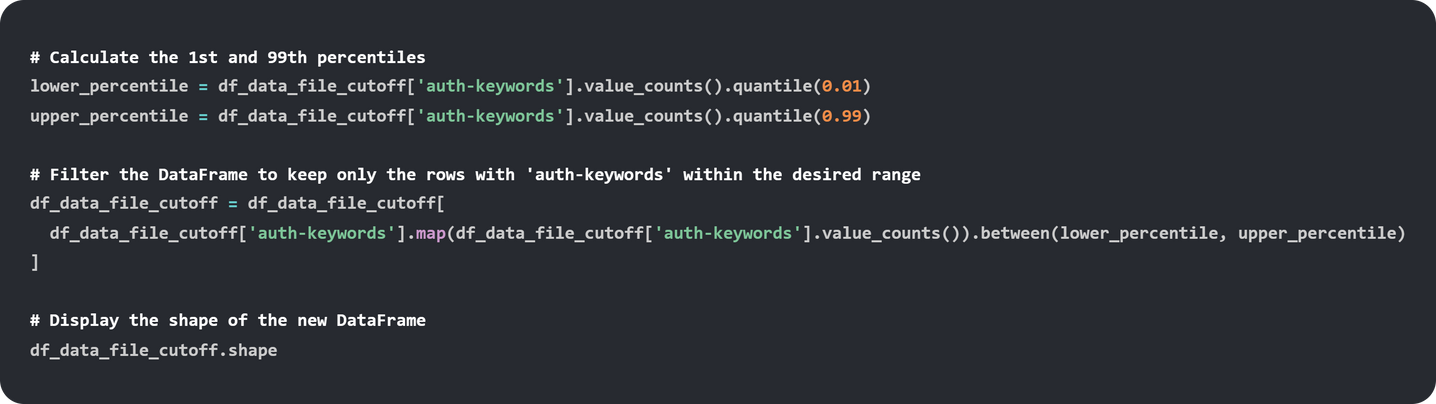 # Calculate the 1st and 99th percentiles
lower_percentile = df_data_file_cutoff['auth-keywords'].value_counts().quantile(0.01)
upper_percentile = df_data_file_cutoff['auth-keywords'].value_counts().quantile(0.99)
# Filter the DataFrame to keep only the rows with 'auth-keywords' within the desired range
df_data_file_cutoff = df_data_file_cutoff[
  df_data_file_cutoff['auth-keywords'].map(df_data_file_cutoff['auth-keywords'].value_counts()).between(lower_percentile, upper_percentile)
]
# Display the shape of the new DataFrame
df_data_file_cutoff.shape